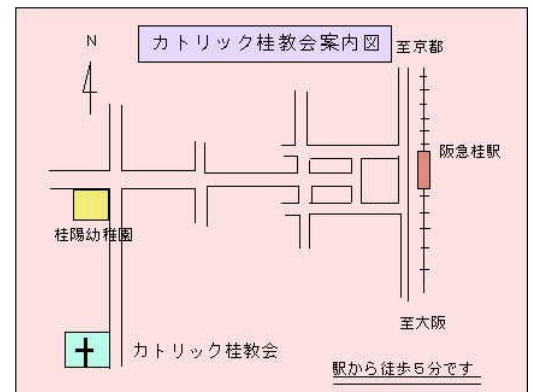 カトリック桂教会案内図
N
至京都
阪急桂駅
桂陽幼稚園
至大阪
カトリック桂教会
駅から徒歩5分です